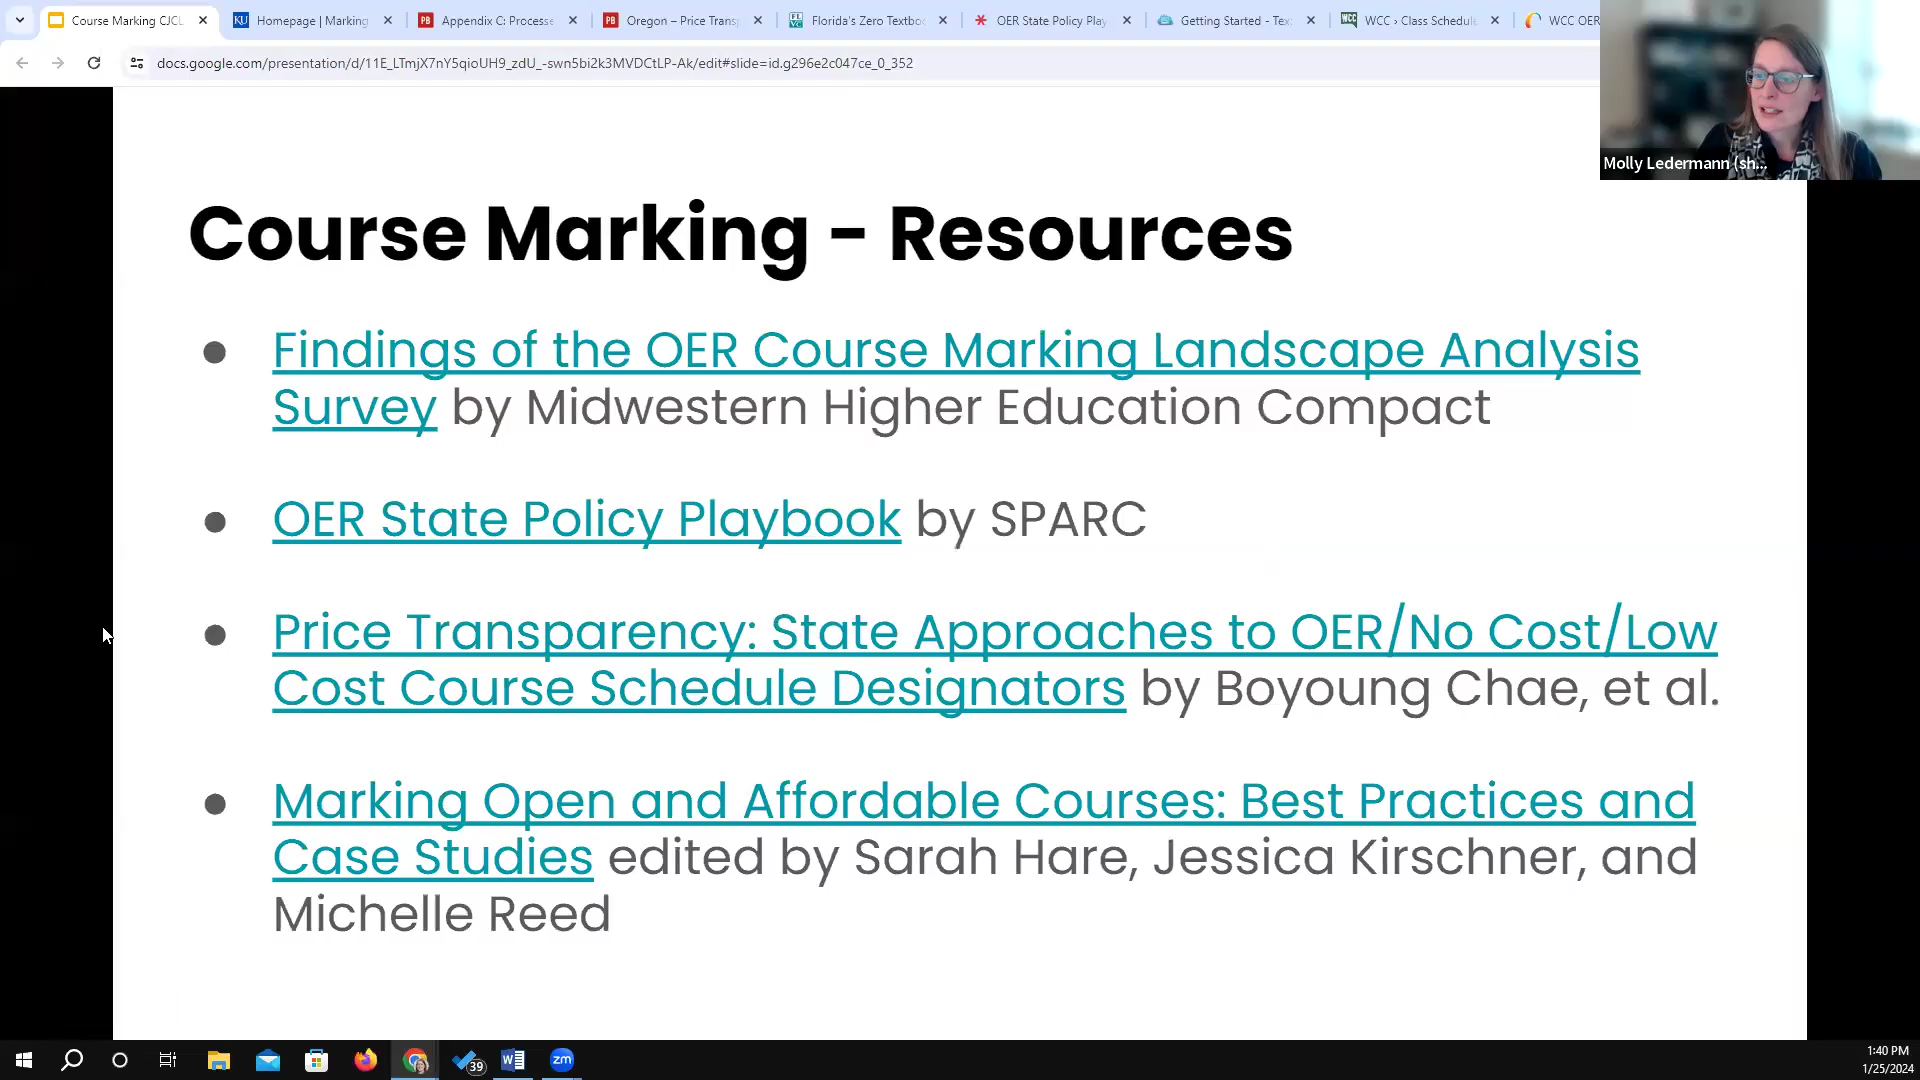 Course Marking CJCL
Homepage | Marking
Appendix C: Processe
Oregon – Price Trans
Florida's Zero Textbo
OER State Policy Play
Getting Started - Tex
WCC › Class Schedule
WCC OER
docs.google.com/presentation/d/11E_LTmjX7nY5qioUH9_zdU_-swn5bi2k3MVDCtLP-Ak/edit#slide=id.g296e2c047ce_0_352
Molly Ledermann (sh...
Course Marking - Resources
● Findings of the OER Course Marking Landscape Analysis
Survey by Midwestern Higher Education Compact
● OER State Policy Playbook by SPARC
● Price Transparency: State Approaches to OER/No Cost/Low
Cost Course Schedule Designators by Boyoung Chae, et al.
● Marking Open and Affordable Courses: Best Practices and
Case Studies edited by Sarah Hare, Jessica Kirschner, and
Michelle Reed
39
zm
1:40 PM
1/25/2024